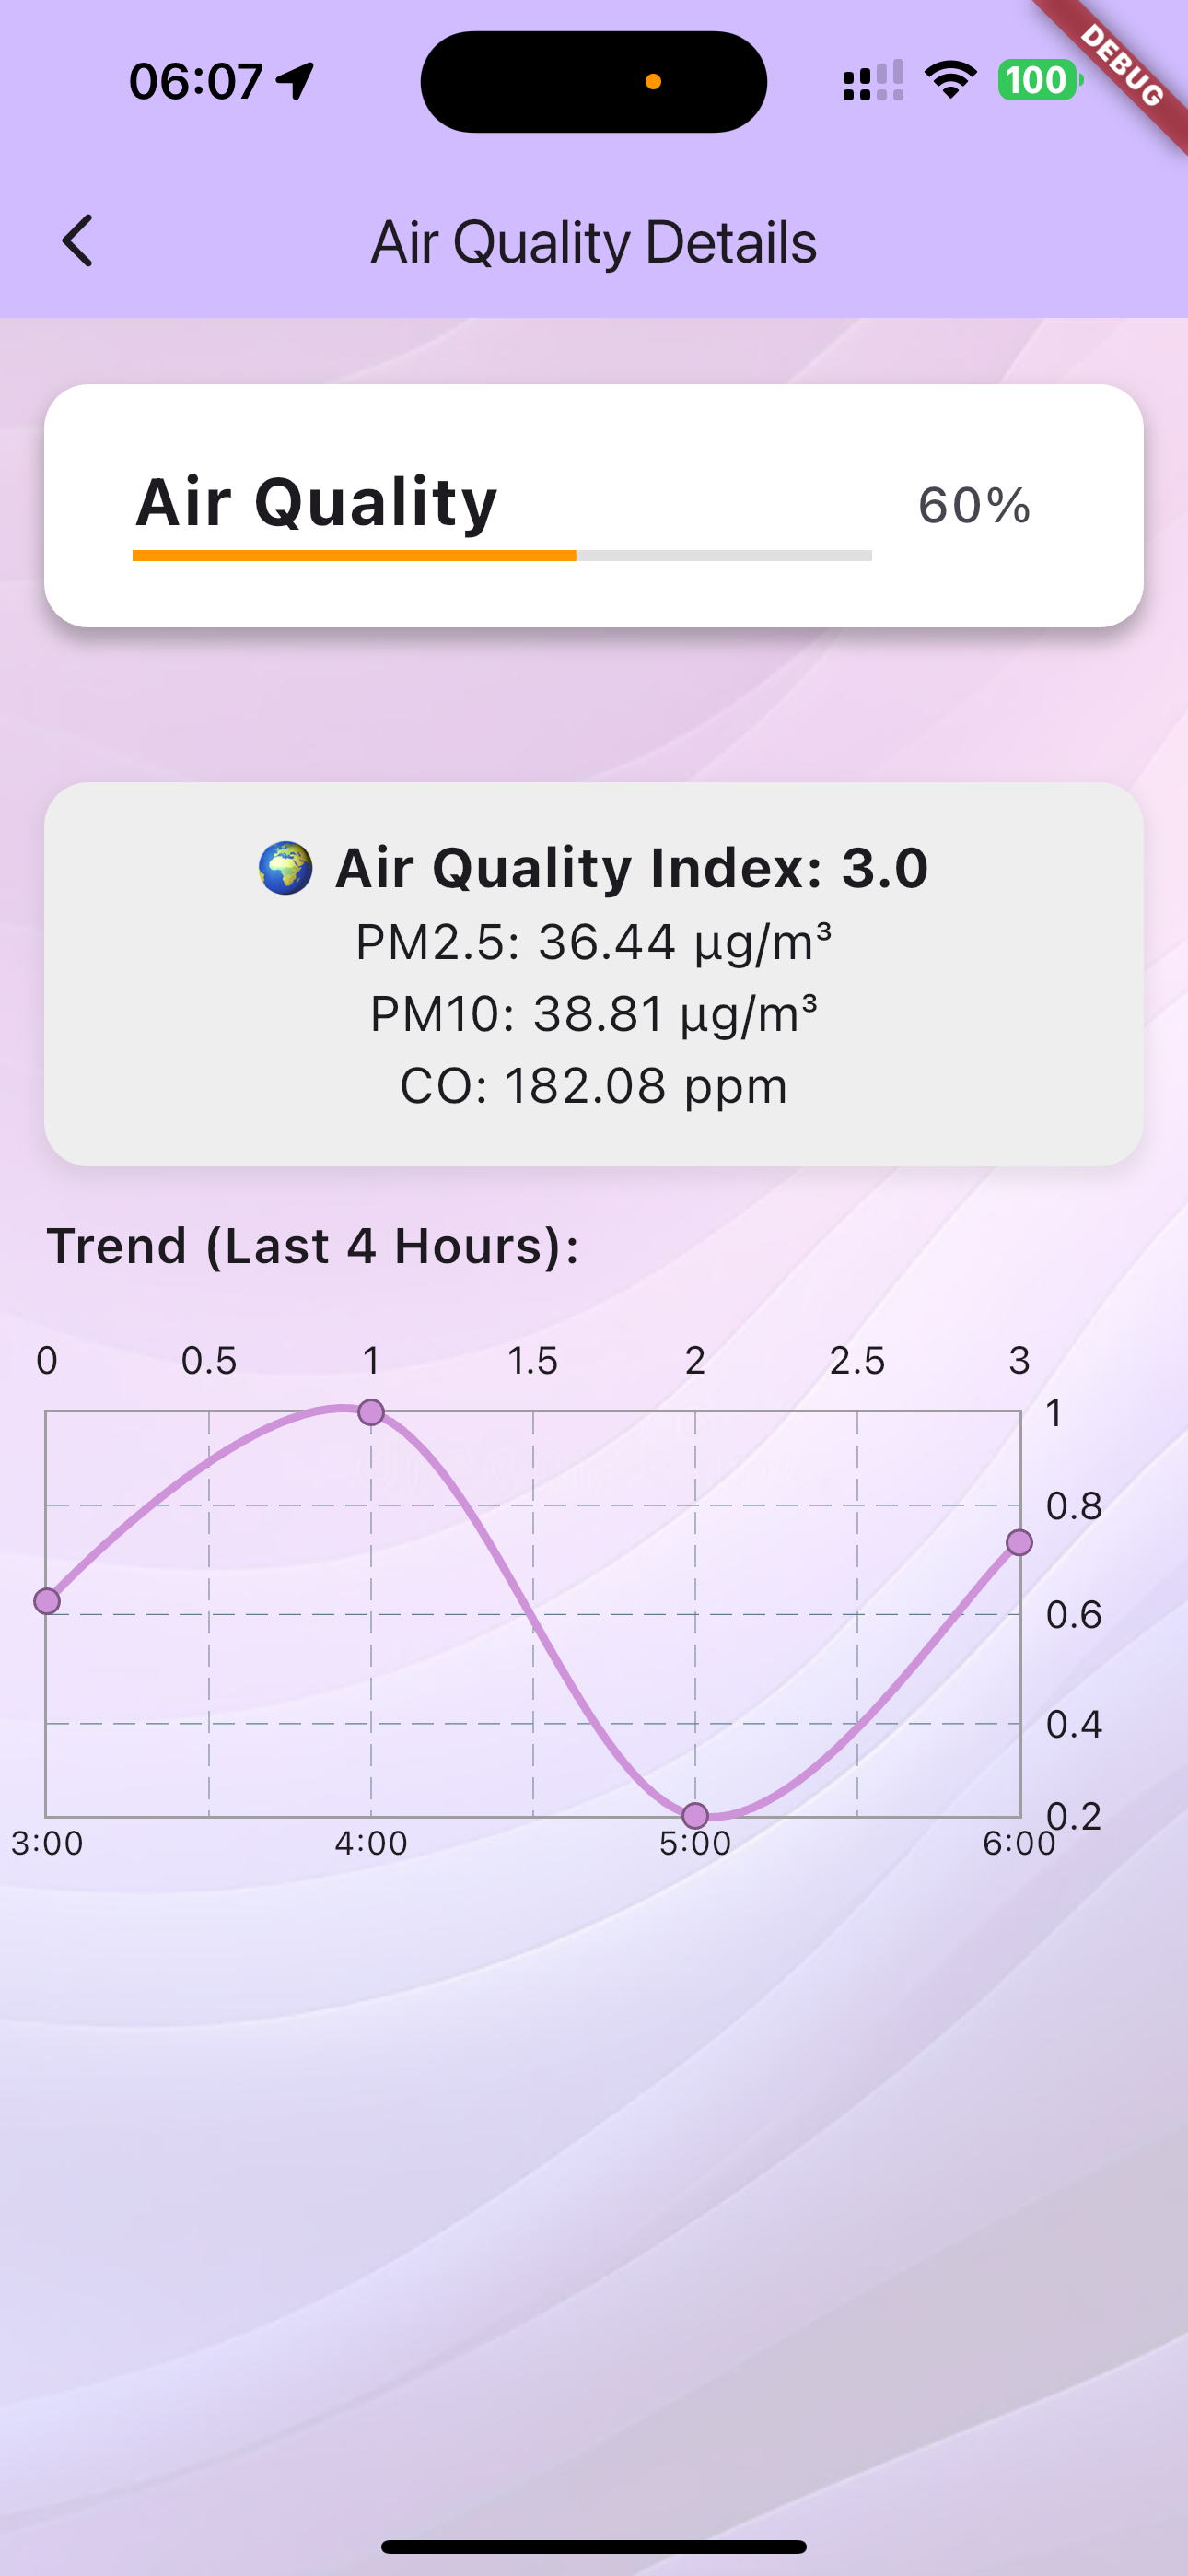 06:07
100
DEBUG
Air Quality Details
Air Quality
60%
🌍 Air Quality Index: 3.0
PM2.5: 36.44 µg/m³
PM10: 38.81 µg/m³
CO: 182.08 ppm
Trend (Last 4 Hours):
0 0.5 1 1.5 2 2.5 3
1
0.8
0.6
0.4
0.2
3:00 4:00 5:00 6:00